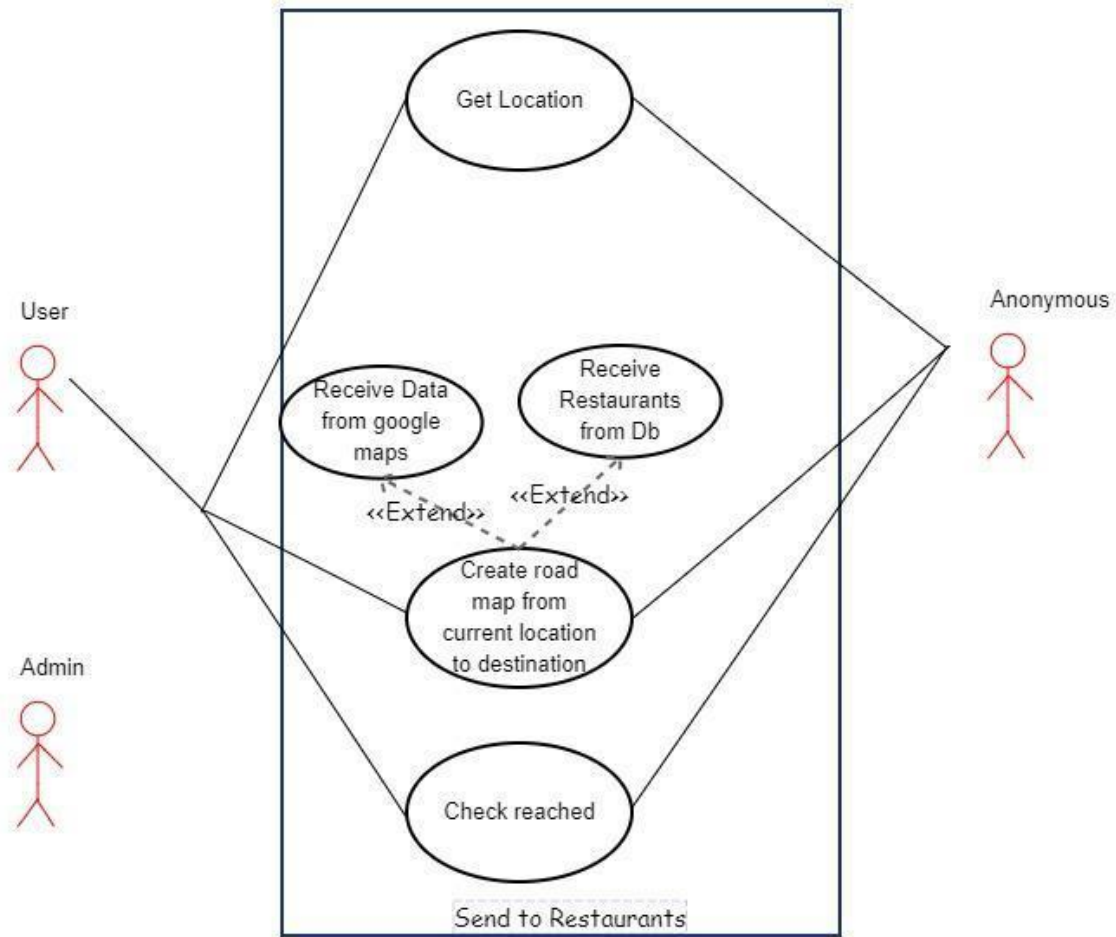 Get Location
User
Anonymous
Receive Data
from google
maps
Receive
Restaurants
from Db
<<Extend>>
<<Extend>>
Create road
map from
current location
to destination
Admin
Check reached
Send to Restaurants